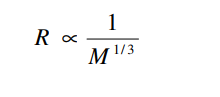 R ∝ 1 / M^{1/3}